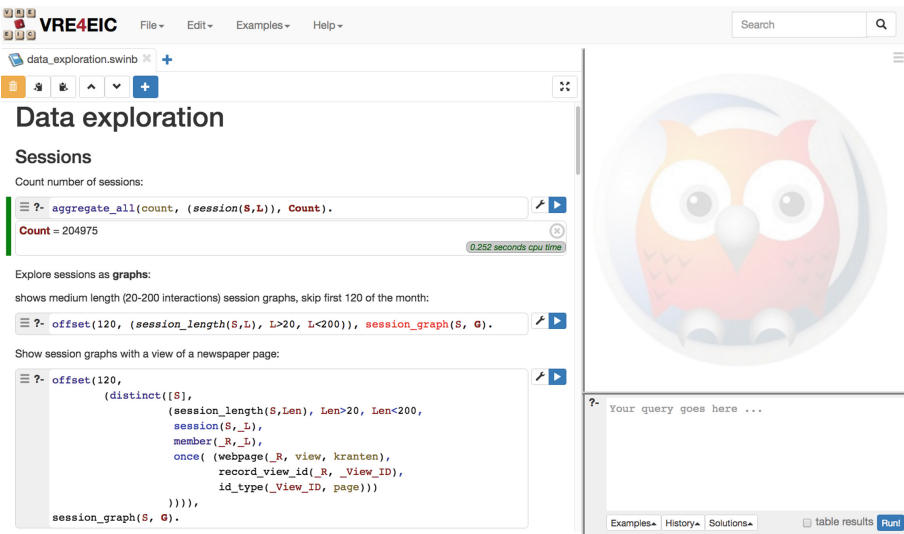 V R E
E I C
VRE4EIC
File Edit Examples Help
Search
data_exploration.swinb
Data exploration
Sessions
Count number of sessions:
?- aggregate_all(count, (session(S,L)), Count).
Count = 204975
0.252 seconds cpu time
Explore sessions as graphs:
shows medium length (20-200 interactions) session graphs, skip first 120 of the month:
?- offset(120, (session_length(S,L), L>20, L<200)), session_graph(S, G).
Show session graphs with a view of a newspaper page:
?- offset(120,
(distinct([S],
(session_length(S,Len), Len>20, Len<200,
session(S,_L),
member(_R,_L),
once( (webpage(_R, view, kranten),
record_view_id(_R, _View_ID),
id_type(_View_ID, page)))
)))),
session_graph(S, G).
?- Your query goes here ...
Examples History Solutions table results Run!